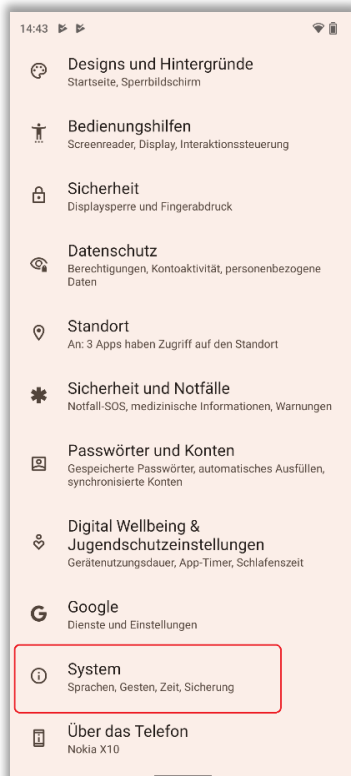 14:43
Designs und Hintergründe
Startseite, Sperrbildschirm
Bedienungshilfen
Screenreader, Display, Interaktionssteuerung
Sicherheit
Displaysperre und Fingerabdruck
Datenschutz
Berechtigungen, Kontoaktivität, personenbezogene
Daten
Standort
An: 3 Apps haben Zugriff auf den Standort
Sicherheit und Notfälle
Notfall-SOS, medizinische Informationen, Warnungen
Passwörter und Konten
Gespeicherte Passwörter, automatisches Ausfüllen,
synchronisierte Konten
Digital Wellbeing &
Jugendschutzeinstellungen
Gerätenutzungsdauer, App-Timer, Schlafenszeit
Google
Dienste und Einstellungen
System
Sprachen, Gesten, Zeit, Sicherung
Über das Telefon
Nokia X10